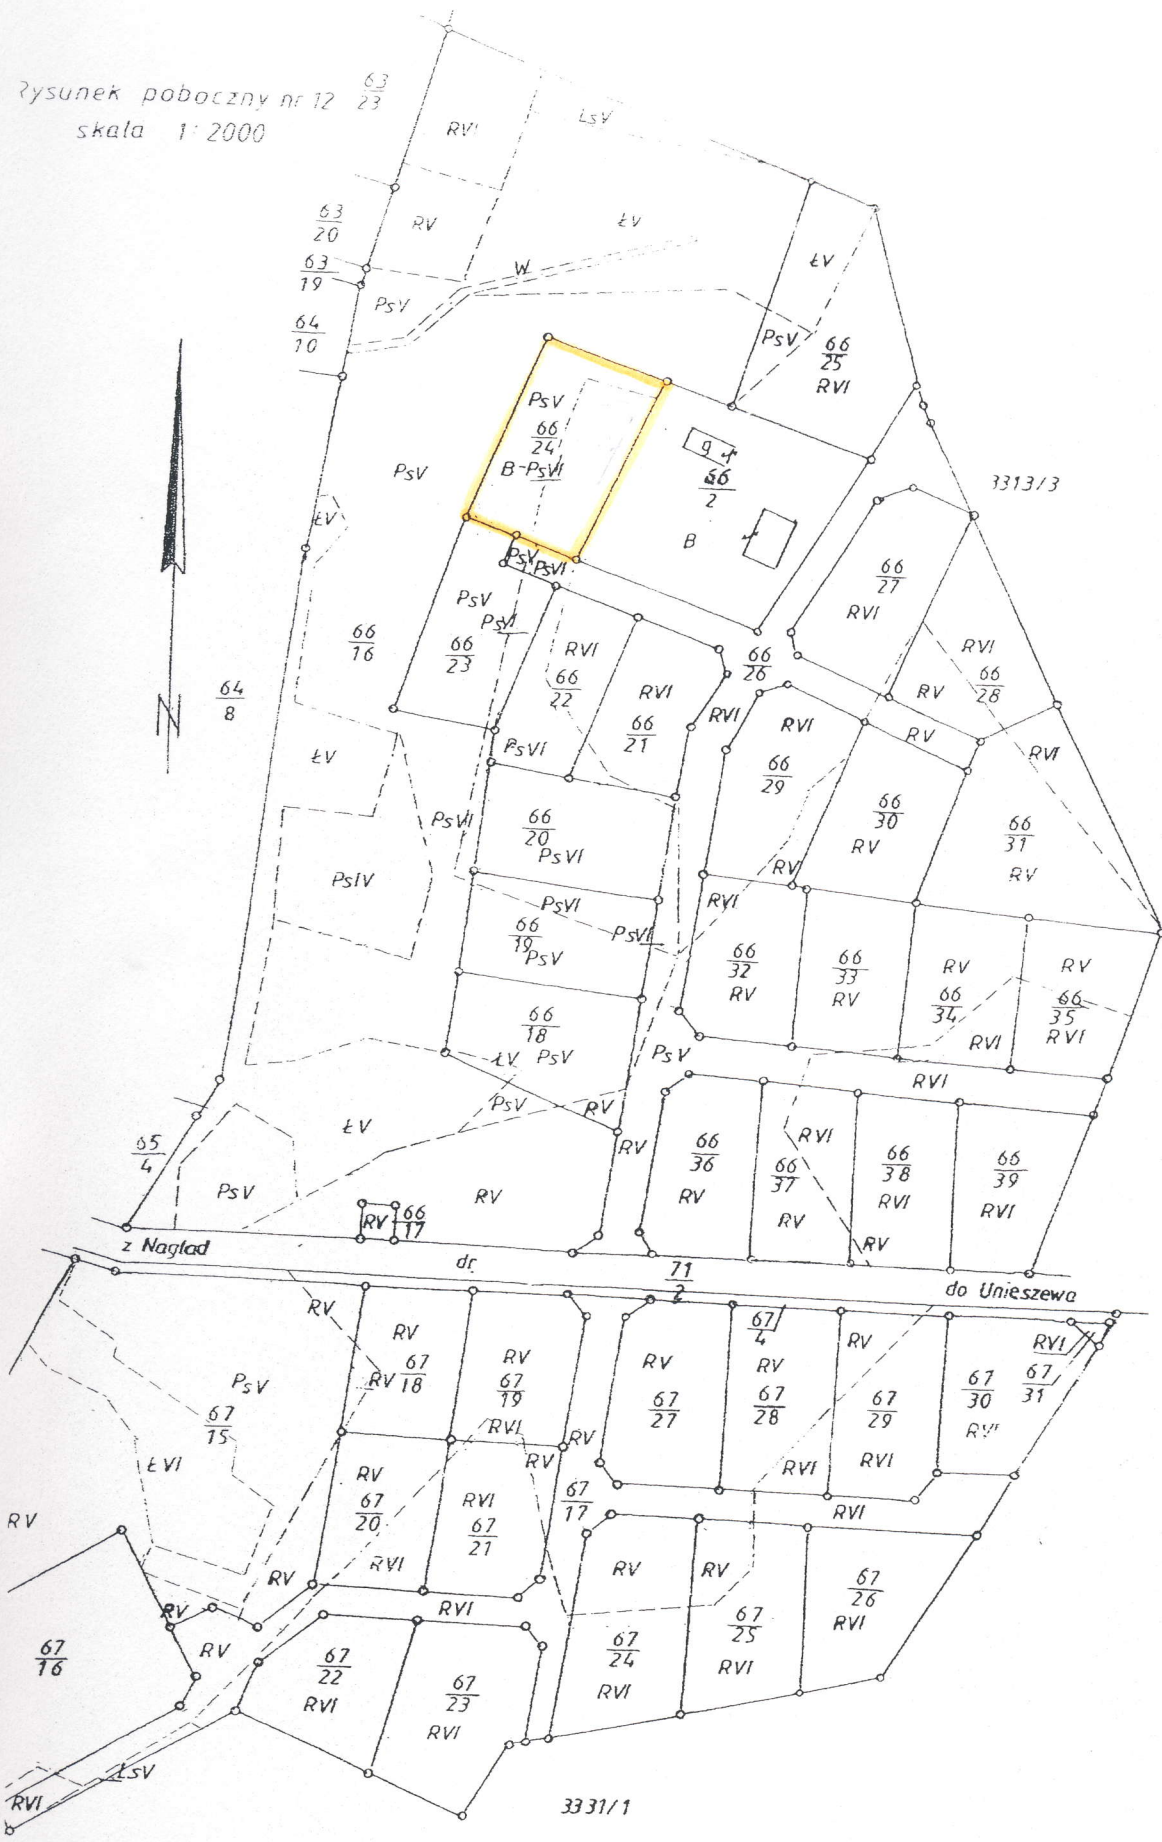 Rysunek poboczny nr 12
63
23
skala 1:2000
RVI
LsV
63
20
RV
ŁV
63
19
W
ŁV
PsV
64
10
PsV
66
25
RVI
PsV
66
24
B-PsVI
9
66
2
B
3313/3
PsV
ŁV
PsV
PsVI
66
27
RVI
PsV
PsVI
66
23
66
16
RVI
66
22
66
26
RVI
RV
66
28
64
8
RVI
66
21
RVI
RVI
RV
RVI
ŁV
PsVI
66
29
PsVI
66
20
PsVI
66
30
RV
66
31
RV
PsIV
RV
RVI
PsVI
66
19
PsV
PsVI
66
32
RV
66
33
RV
RV
66
34
RVI
RV
66
35
RVI
66
18
PsV
ŁV
PsV
RVI
PsV
RV
ŁV
65
4
RV
66
36
RV
RVI
66
37
RV
66
38
RVI
66
39
RVI
PsV
RV
RV
66
17
RV
z Nagład
dr.
71
2
do Unieszewa
RV
RV
67
18
RV
RV
67
19
RVI
RV
67
27
67
4
RV
67
28
RVI
RV
67
29
RVI
67
30
RVI
RVI
67
31
PsV
67
15
ŁVI
RV
RV
RV
67
20
RVI
RVI
67
21
67
17
RVI
RV
RV
RVI
RV
RV
RV
67
26
RVI
67
16
RV
67
22
RVI
67
23
RVI
67
24
RVI
67
25
RVI
ŁsV
RVI
3331/1